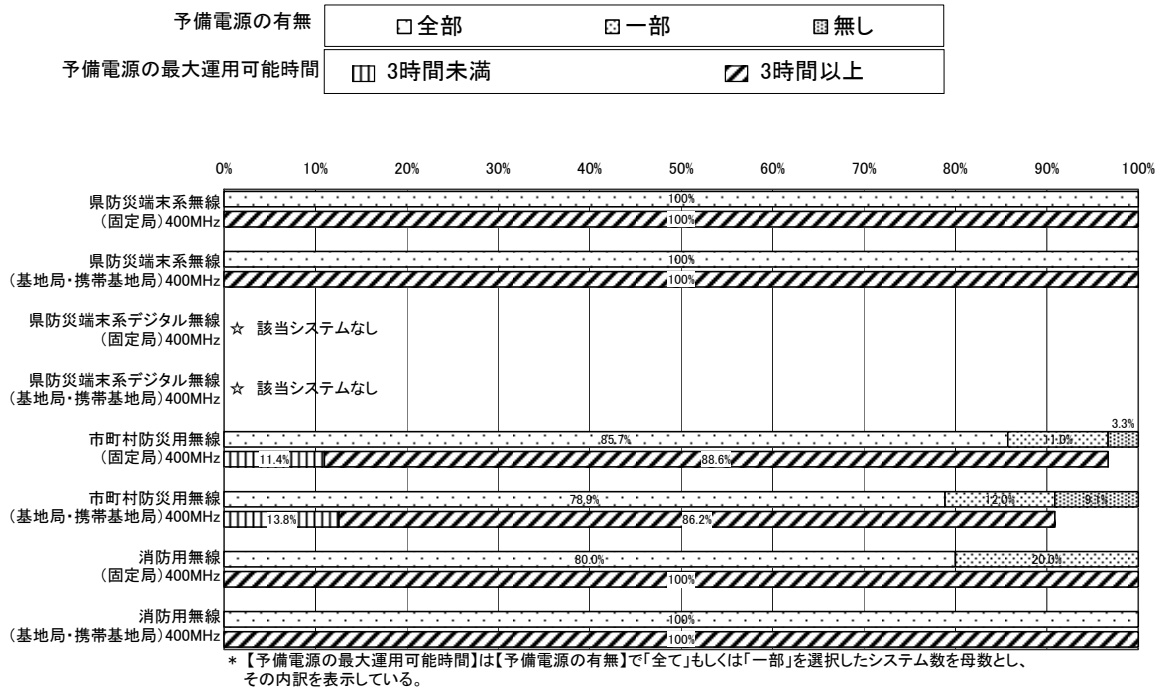 予備電源の有無 全部 一部 無し
予備電源の最大運用可能時間 3時間未満 3時間以上
0% 10% 20% 30% 40% 50% 60% 70% 80% 90% 100%
県防災端末系無線
(固定局)400MHz
100%
100%
県防災端末系無線
(基地局・携帯基地局)400MHz
100%
100%
県防災端末系デジタル無線
(固定局)400MHz
☆ 該当システムなし
県防災端末系デジタル無線
(基地局・携帯基地局)400MHz
☆ 該当システムなし
市町村防災用無線
(固定局)400MHz
85.7% 11.0% 3.3%
11.4% 88.6%
市町村防災用無線
(基地局・携帯基地局)400MHz
78.9% 12.0% 9.1%
13.8% 86.2%
消防用無線
(固定局)400MHz
80.0% 20.0%
100%
消防用無線
(基地局・携帯基地局)400MHz
100%
100%
* 【予備電源の最大運用可能時間】は【予備電源の有無】で「全て」もしくは「一部」を選択したシステム数を母数とし、
その内訳を表示している。